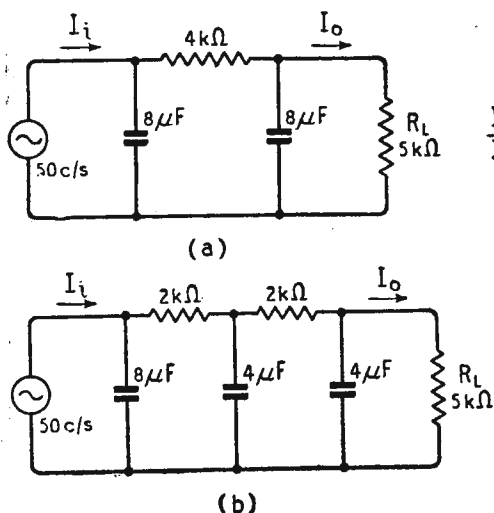 Ii
4kΩ
Io
8µF
8µF
RL
5kΩ
50c/s
(a)
Ii
2kΩ
2kΩ
Io
8µF
4µF
4µF
RL
5kΩ
50c/s
(b)